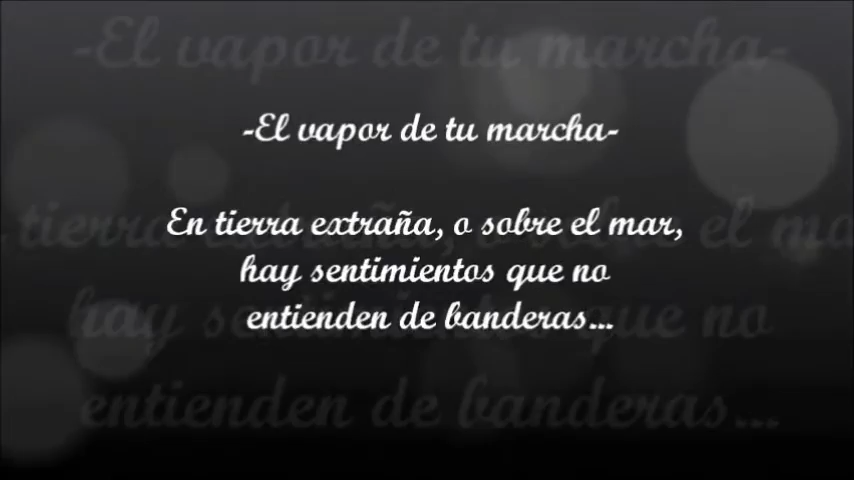 -El vapor de tu marcha-
En tierra extraña, o sobre el mar,
hay sentimientos que no
entienden de banderas...